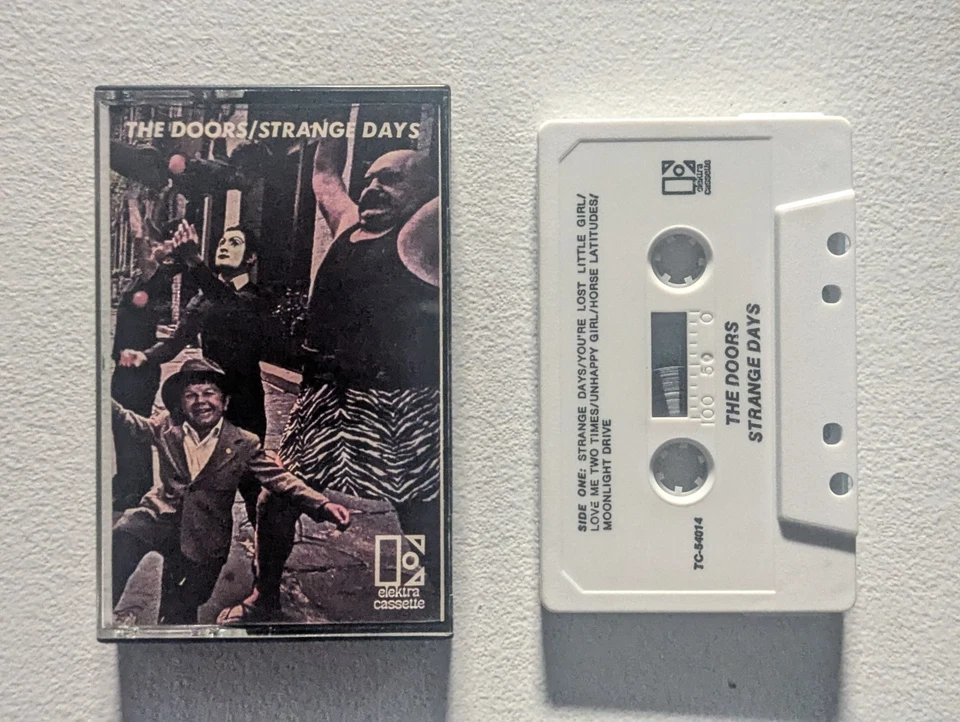 THE DOORS/STRANGE DAYS
elektra
cassette
elektra
cassette
SIDE ONE: STRANGE DAYS/YOU'RE LOST LITTLE GIRL/
LOVE ME TWO TIMES/UNHAPPY GIRL/HORSE LATITUDES/
MOONLIGHT DRIVE
100 50 0
THE DOORS
STRANGE DAYS
TC-54014